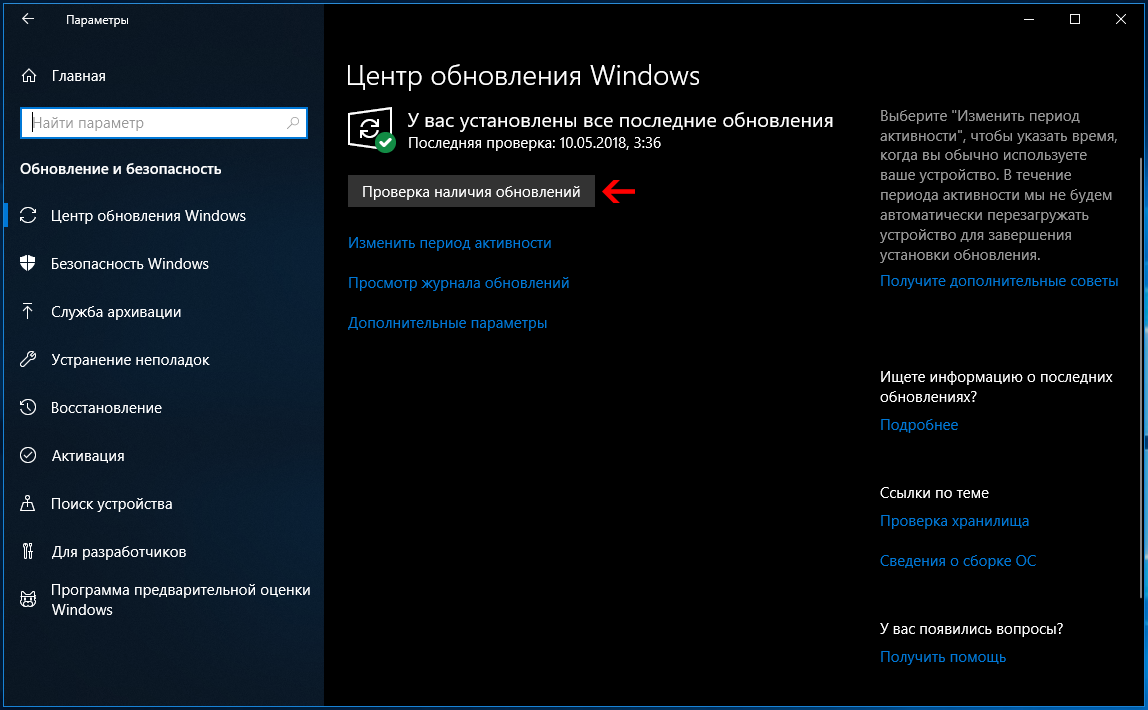 Параметры
Главная
Найти параметр
Обновление и безопасность
Центр обновления Windows
Безопасность Windows
Служба архивации
Устранение неполадок
Восстановление
Активация
Поиск устройства
Для разработчиков
Программа предварительной оценки
Windows
Центр обновления Windows
У вас установлены все последние обновления
Последняя проверка: 10.05.2018, 3:36
Проверка наличия обновлений
Изменить период активности
Просмотр журнала обновлений
Дополнительные параметры
Выберите "Изменить период
активности", чтобы указать время,
когда вы обычно используете
ваше устройство. В течение
периода активности мы не будем
автоматически перезагружать
устройство для завершения
установки обновления.
Получите дополнительные советы
Ищете информацию о последних
обновлениях?
Подробнее
Ссылки по теме
Проверка хранилища
Сведения о сборке ОС
У вас появились вопросы?
Получить помощь